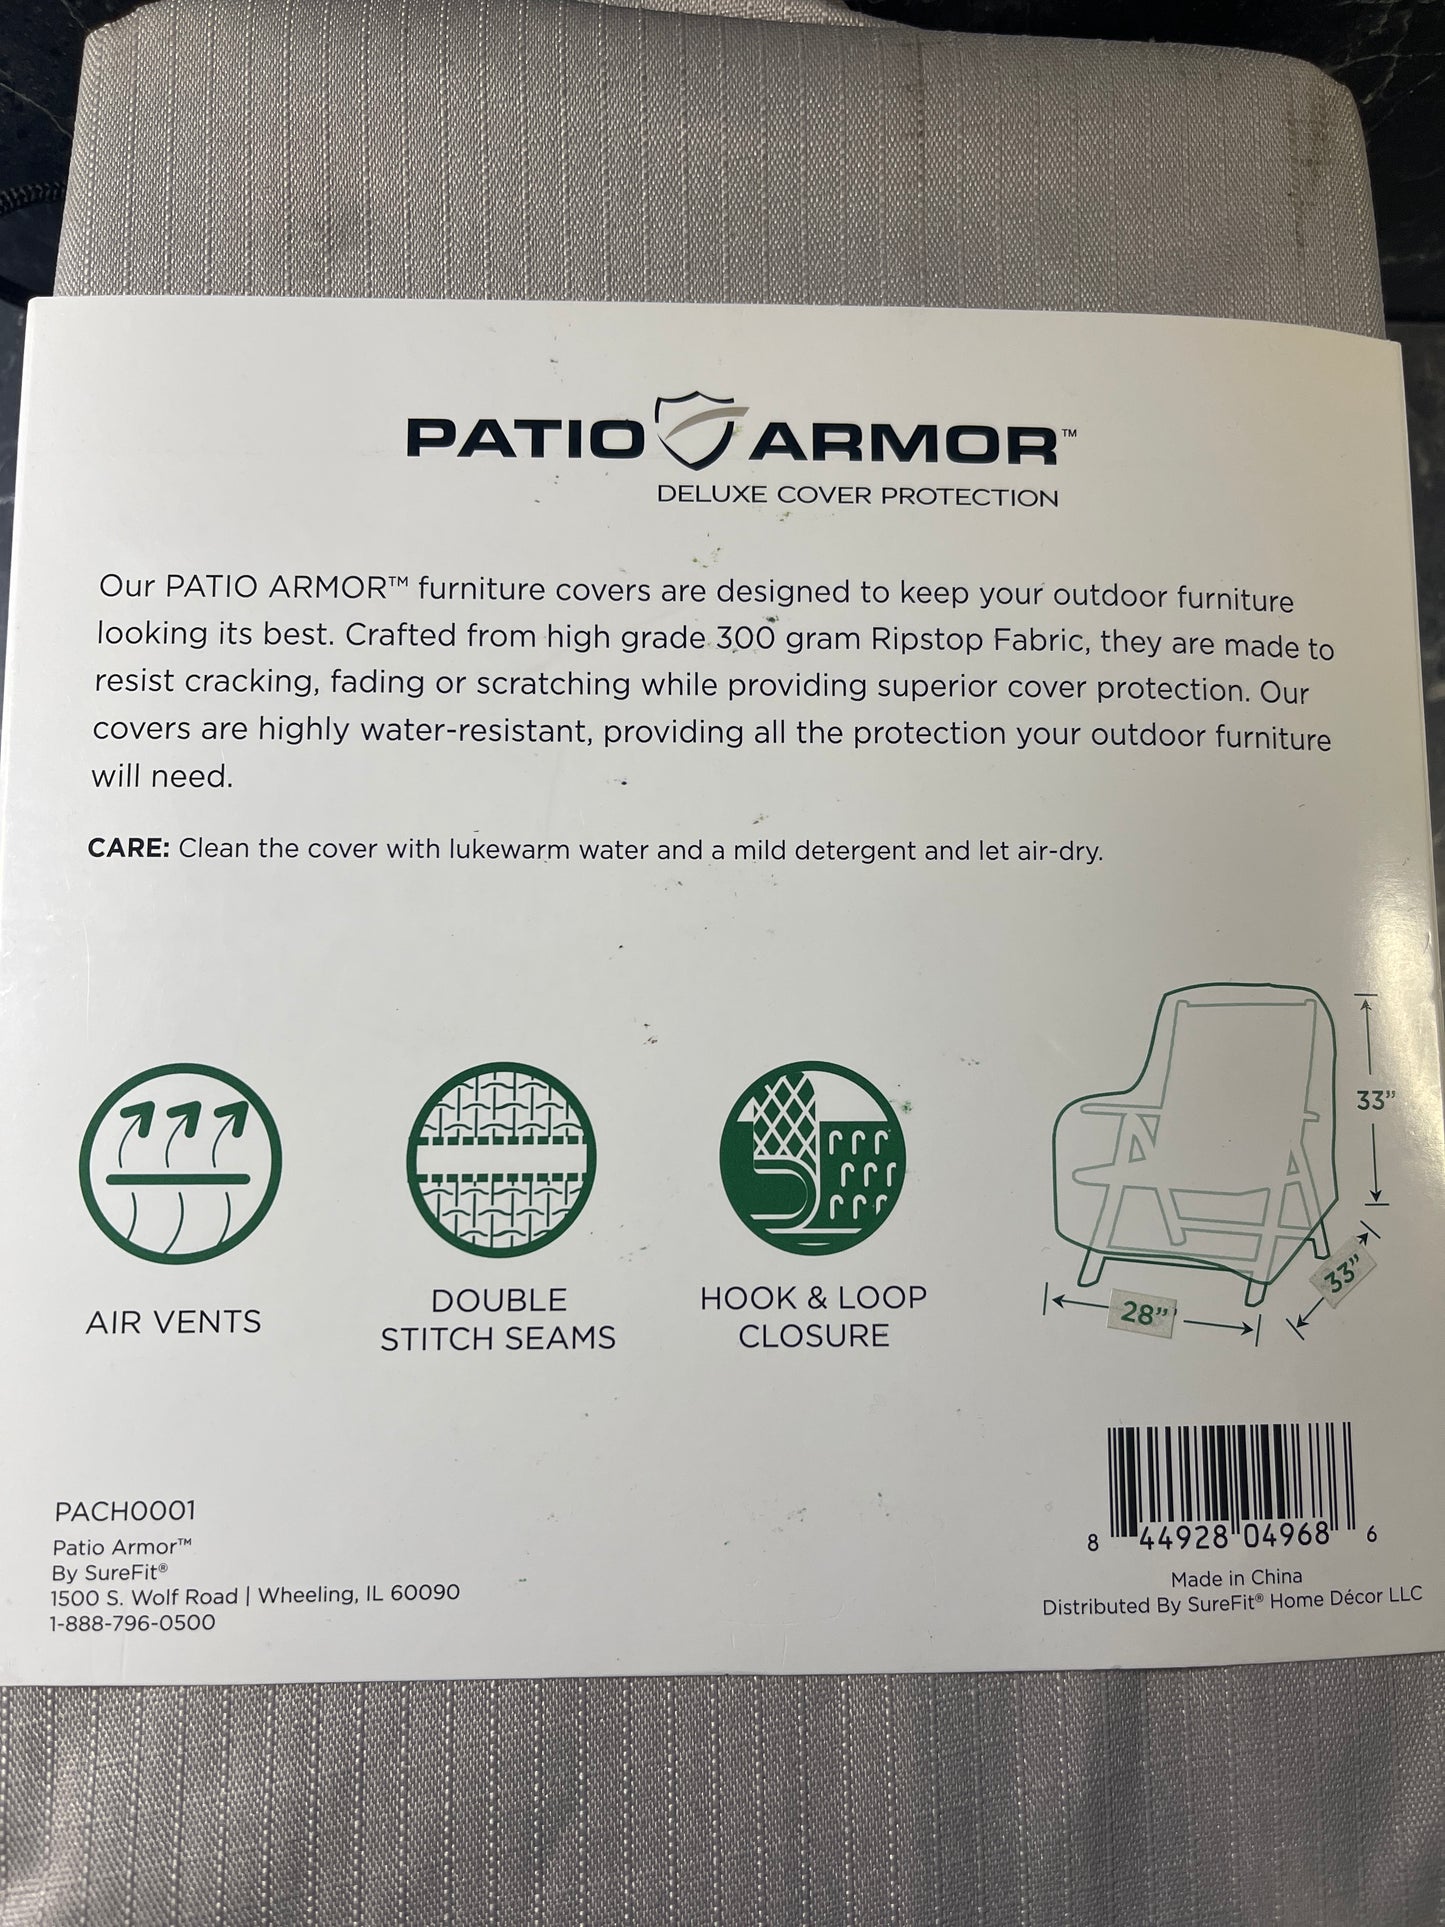 PATIO ARMOR™
DELUXE COVER PROTECTION
Our PATIO ARMOR™ furniture covers are designed to keep your outdoor furniture
looking its best. Crafted from high grade 300 gram Ripstop Fabric, they are made to
resist cracking, fading or scratching while providing superior cover protection. Our
covers are highly water-resistant, providing all the protection your outdoor furniture
will need.
CARE: Clean the cover with lukewarm water and a mild detergent and let air-dry.
33”
33”
28”
AIR VENTS
DOUBLE
STITCH SEAMS
HOOK & LOOP
CLOSURE
PACH0001
Patio Armor™
By SureFit®
1500 S. Wolf Road | Wheeling, IL 60090
1-888-796-0500
8 44928 04968 6
Made in China
Distributed By SureFit® Home Décor LLC